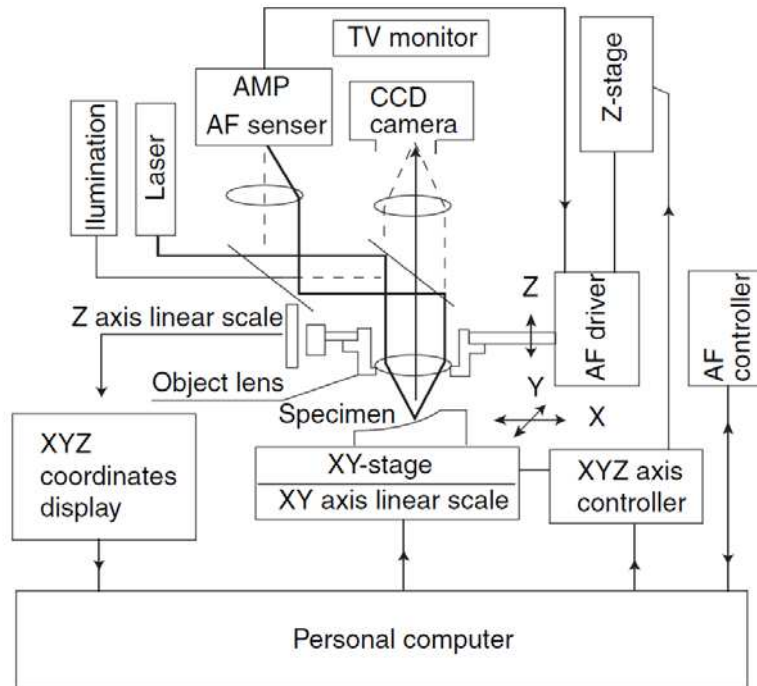 TV monitor
AMP
AF senser
CCD
camera
Z-stage
Ilumination
Laser
Z axis linear scale
Z
AF driver
AF
controller
Object lens
Y
Specimen
X
XYZ
coordinates
display
XY-stage
XY axis linear scale
XYZ axis
controller
Personal computer